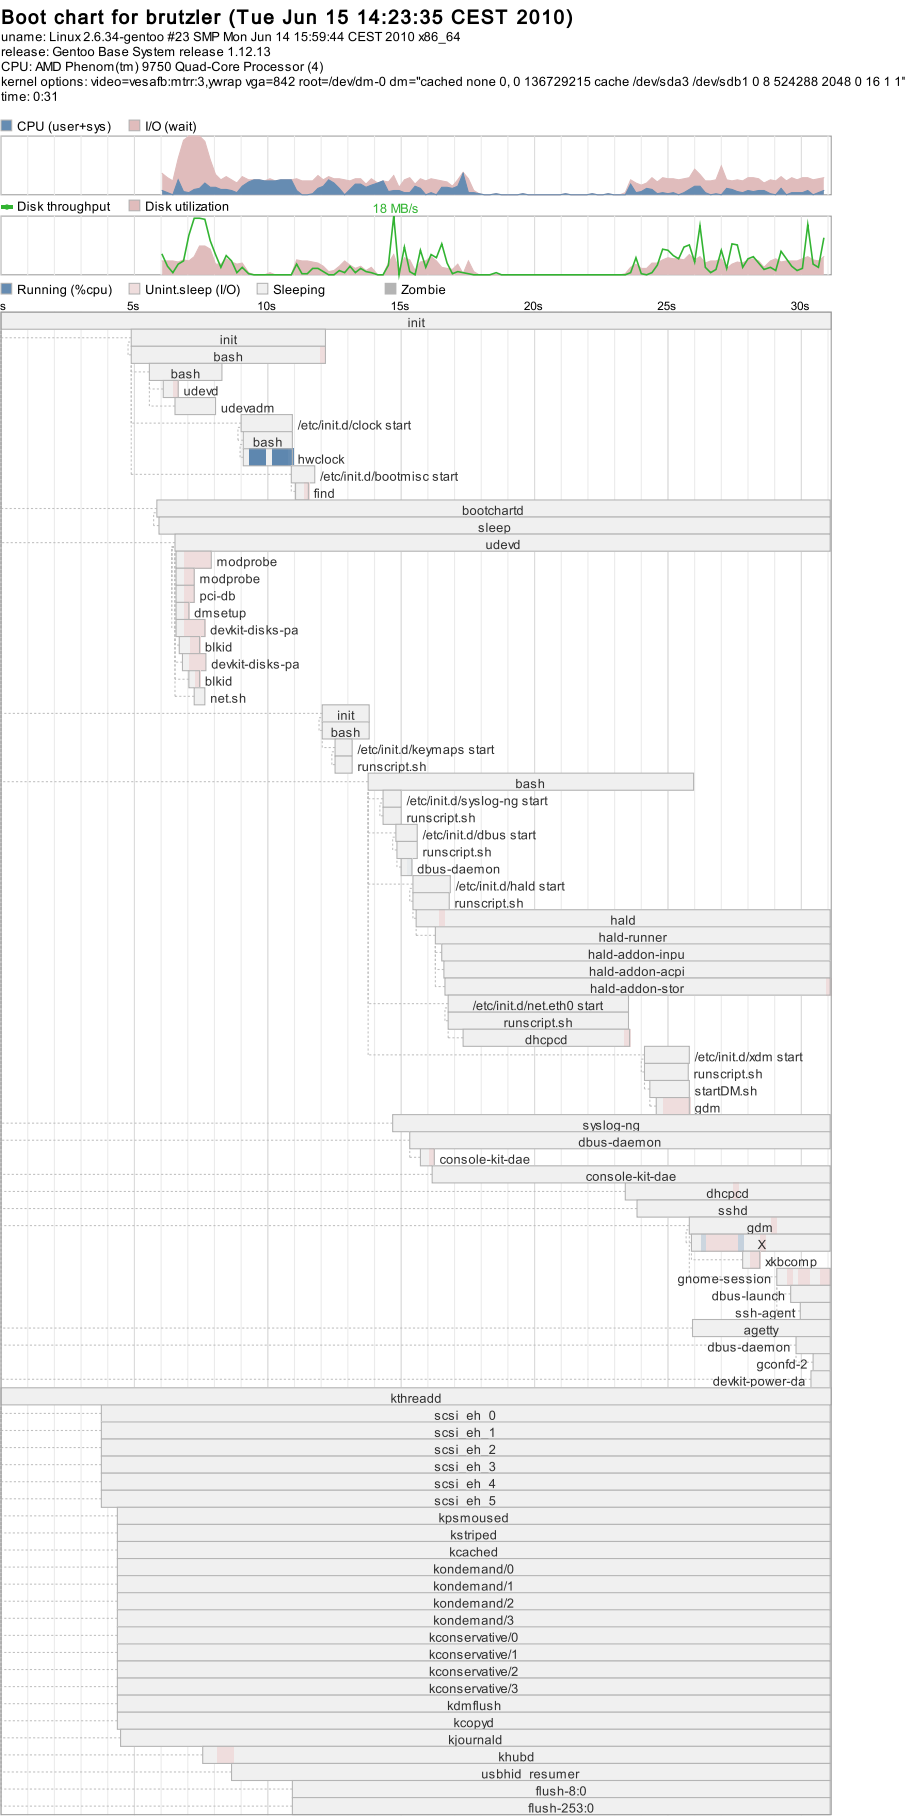 Boot chart for brutzler (Tue Jun 15 14:23:35 CEST 2010)
uname: Linux 2.6.34-gentoo #23 SMP Mon Jun 14 15:59:44 CEST 2010 x86_64
release: Gentoo Base System release 1.12.13
CPU: AMD Phenom(tm) 9750 Quad-Core Processor (4)
kernel options: video=vesafb:mtrr:3,ywrap vga=842 root=/dev/dm-0 dm="cached none 0, 0 136729215 cache /dev/sda3 /dev/sdb1 0 8 524288 2048 0 16 1 1"
time: 0:31
CPU (user+sys) I/O (wait)
Disk throughput Disk utilization 18 MB/s
Running (%cpu) Unint.sleep (I/O) Sleeping Zombie
s 5s 10s 15s 20s 25s 30s
init
init
bash
bash
udevd
udevadm
/etc/init.d/clock start
bash
hwclock
/etc/init.d/bootmisc start
find
bootchartd
sleep
udevd
modprobe
modprobe
pci-db
dmsetup
devkit-disks-pa
blkid
devkit-disks-pa
blkid
net.sh
init
bash
/etc/init.d/keymaps start
runscript.sh
bash
/etc/init.d/syslog-ng start
runscript.sh
/etc/init.d/dbus start
runscript.sh
dbus-daemon
/etc/init.d/hald start
runscript.sh
hald
hald-runner
hald-addon-inpu
hald-addon-acpi
hald-addon-stor
/etc/init.d/net.eth0 start
runscript.sh
dhcpcd
/etc/init.d/xdm start
runscript.sh
startDM.sh
gdm
syslog-ng
dbus-daemon
console-kit-dae
console-kit-dae
dhcpcd
sshd
gdm
X
xkbcomp
gnome-session
dbus-launch
ssh-agent
agetty
dbus-daemon
gconfd-2
devkit-power-da
kthreadd
scsi_eh_0
scsi_eh_1
scsi_eh_2
scsi_eh_3
scsi_eh_4
scsi_eh_5
kpsmoused
kstriped
kcached
kondemand/0
kondemand/1
kondemand/2
kondemand/3
kconservative/0
kconservative/1
kconservative/2
kconservative/3
kdmflush
kcopyd
kjournald
khubd
usbhid_resumer
flush-8:0
flush-253:0